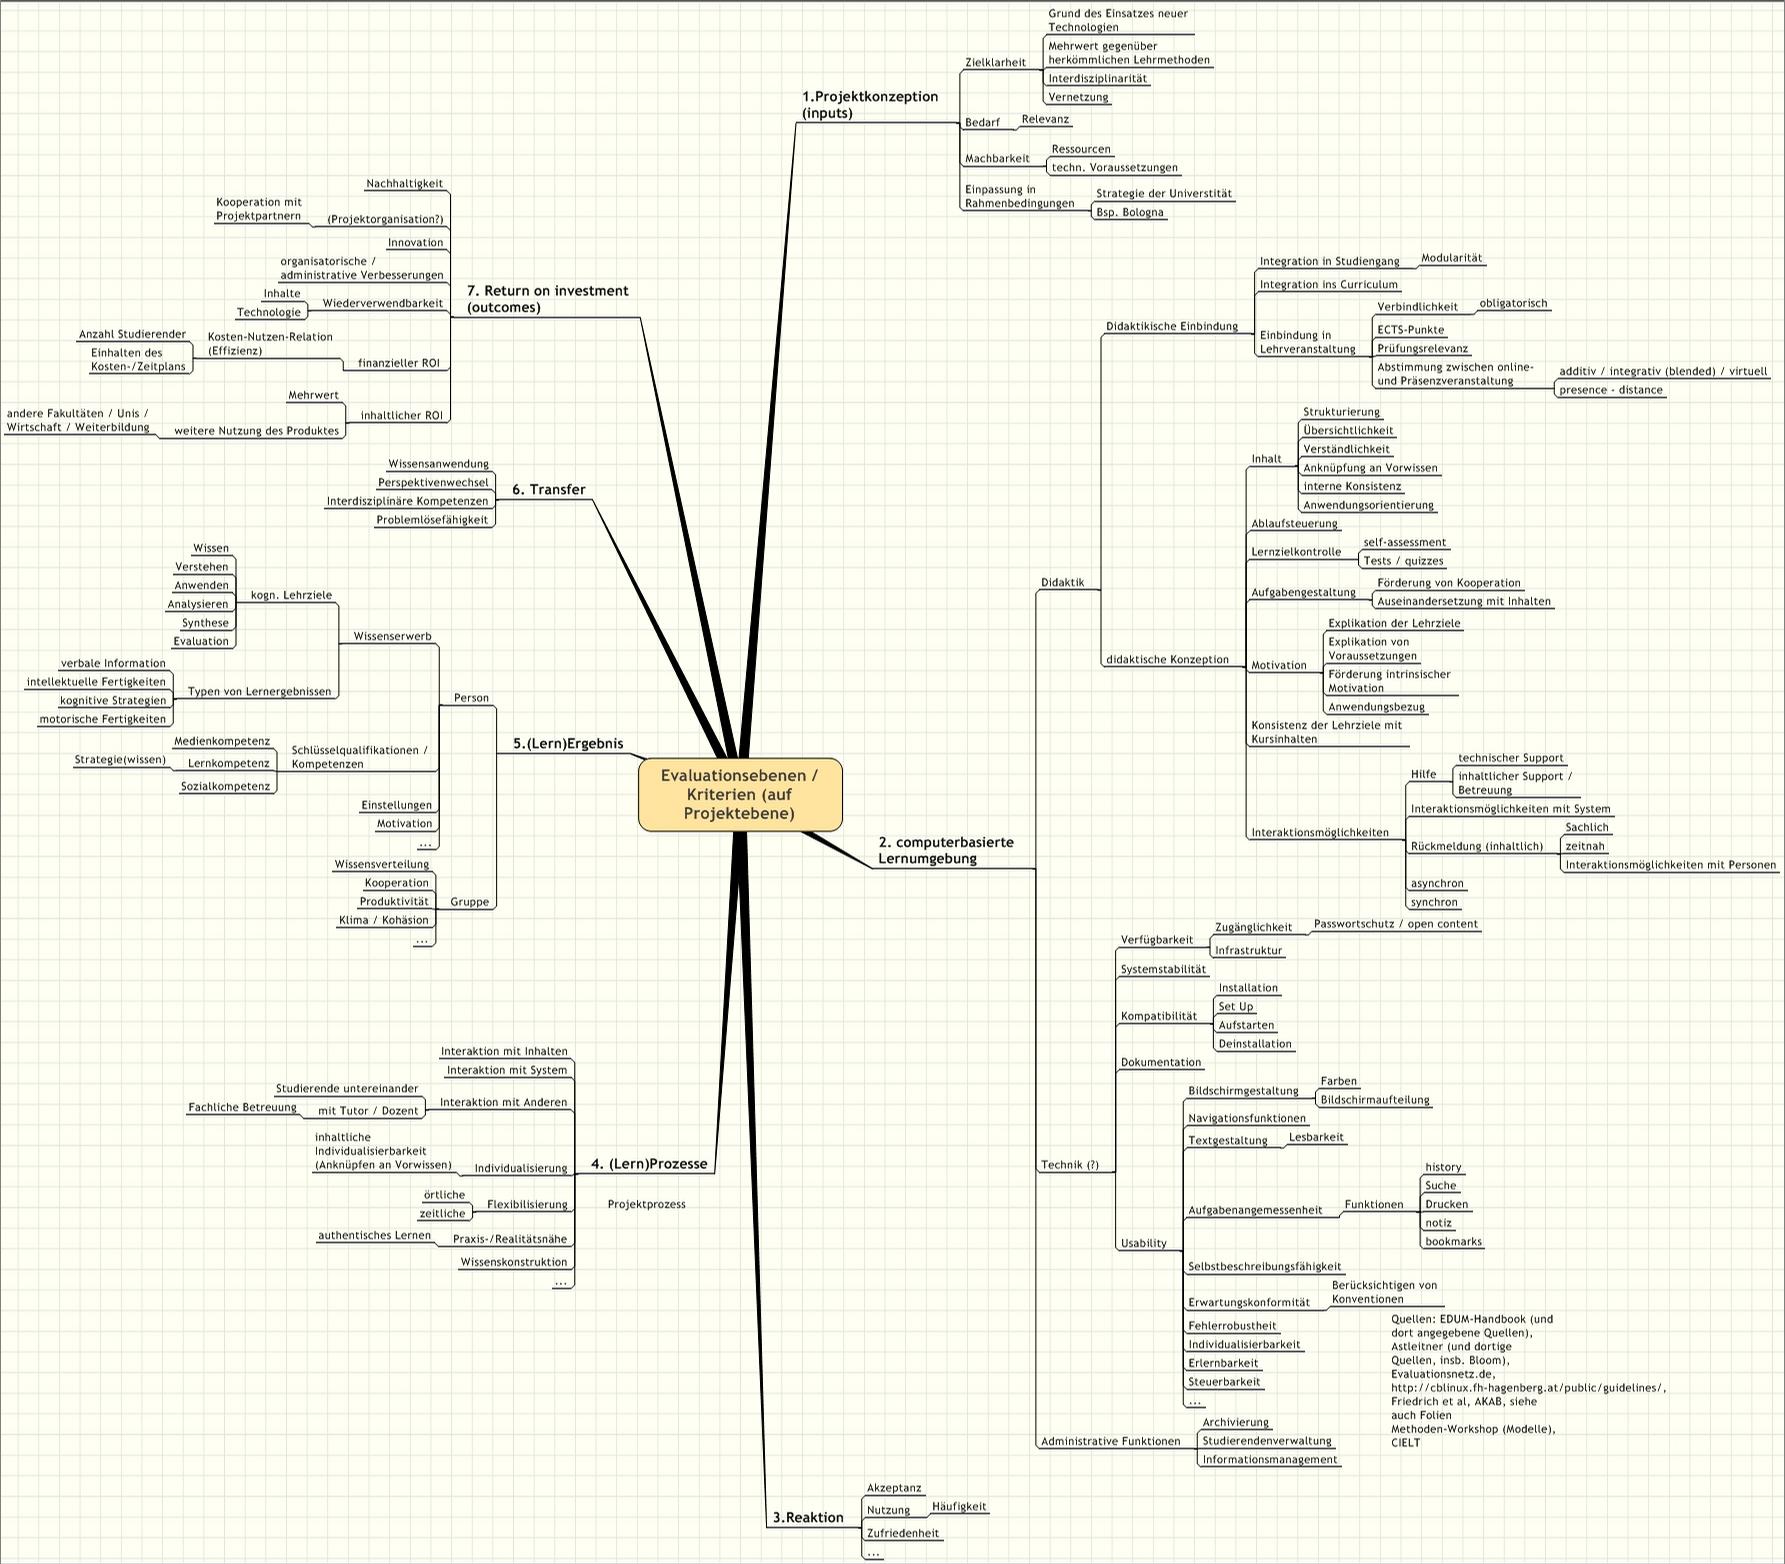 Evaluationsebenen /
Kriterien (auf
Projektebene)
1.Projektkonzeption
(inputs)
Zielklarheit
Grund des Einsatzes neuer
Technologien
Mehrwert gegenüber
herkömmlichen Lehrmethoden
Interdisziplinarität
Vernetzung
Bedarf
Relevanz
Machbarkeit
Ressourcen
techn. Voraussetzungen
Einpassung in
Rahmenbedingungen
Strategie der Universtität
Bsp. Bologna
2. computerbasierte
Lernumgebung
Didaktik
Didaktikische Einbindung
Integration in Studiengang
Modularität
Integration ins Curriculum
Einbindung in
Lehrveranstaltung
Verbindlichkeit
obligatorisch
ECTS-Punkte
Prüfungsrelevanz
Abstimmung zwischen online-
und Präsenzveranstaltung
additiv / integrativ (blended) / virtuell
presence - distance
didaktische Konzeption
Inhalt
Strukturierung
Übersichtlichkeit
Verständlichkeit
Anknüpfung an Vorwissen
interne Konsistenz
Anwendungsorientierung
Ablaufsteuerung
Lernzielkontrolle
self-assessment
Tests / quizzes
Aufgabengestaltung
Förderung von Kooperation
Auseinandersetzung mit Inhalten
Motivation
Explikation der Lehrziele
Explikation von
Voraussetzungen
Förderung intrinsischer
Motivation
Anwendungsbezug
Konsistenz der Lehrziele mit
Kursinhalten
Interaktionsmöglichkeiten
Hilfe
technischer Support
inhaltlicher Support /
Betreuung
Interaktionsmöglichkeiten mit System
Rückmeldung (inhaltlich)
Sachlich
zeitnah
Interaktionsmöglichkeiten mit Personen
asynchron
synchron
Technik (?)
Verfügbarkeit
Zugänglichkeit
Passwortschutz / open content
Infrastruktur
Systemstabilität
Kompatibilität
Installation
Set Up
Aufstarten
Deinstallation
Dokumentation
Usability
Bildschirmgestaltung
Farben
Bildschirmaufteilung
Navigationsfunktionen
Textgestaltung
Lesbarkeit
Aufgabenangemessenheit
Funktionen
history
Suche
Drucken
notiz
bookmarks
Selbstbeschreibungsfähigkeit
Erwartungskonformität
Berücksichtigen von
Konventionen
Fehlerrobustheit
Individualisierbarkeit
Erlernbarkeit
Steuerbarkeit
...
Administrative Funktionen
Archivierung
Studierendenverwaltung
Informationsmanagement
Quellen: EDUM-Handbook (und
dort angegebene Quellen),
Astleitner (und dortige
Quellen, insb. Bloom),
Evaluationsnetz.de,
http://cblinux.fh-hagenberg.at/public/guidelines/,
Friedrich et al, AKAB, siehe
auch Folien
Methoden-Workshop (Modelle),
CIELT
3.Reaktion
Akzeptanz
Nutzung
Häufigkeit
Zufriedenheit
...
4. (Lern)Prozesse
Interaktion mit Inhalten
Interaktion mit System
Interaktion mit Anderen
Studierende untereinander
mit Tutor / Dozent
Fachliche Betreuung
Individualisierung
inhaltliche
Individualisierbarkeit
(Anknüpfen an Vorwissen)
Flexibilisierung
örtliche
zeitliche
Praxis-/Realitätsnähe
authentisches Lernen
Wissenskonstruktion
...
Projektprozess
5.(Lern)Ergebnis
Person
Wissenserwerb
kogn. Lehrziele
Wissen
Verstehen
Anwenden
Analysieren
Synthese
Evaluation
Typen von Lernergebnissen
verbale Information
intellektuelle Fertigkeiten
kognitive Strategien
motorische Fertigkeiten
Schlüsselqualifikationen /
Kompetenzen
Medienkompetenz
Lernkompetenz
Strategie(wissen)
Sozialkompetenz
Einstellungen
Motivation
...
Gruppe
Wissensverteilung
Kooperation
Produktivität
Klima / Kohäsion
...
6. Transfer
Wissensanwendung
Perspektivenwechsel
Interdisziplinäre Kompetenzen
Problemlösefähigkeit
7. Return on investment
(outcomes)
Nachhaltigkeit
(Projektorganisation?)
Kooperation mit
Projektpartnern
Innovation
organisatorische /
administrative Verbesserungen
Wiederverwendbarkeit
Inhalte
Technologie
finanzieller ROI
Kosten-Nutzen-Relation
(Effizienz)
Anzahl Studierender
Einhalten des
Kosten-/Zeitplans
inhaltlicher ROI
Mehrwert
weitere Nutzung des Produktes
andere Fakultäten / Unis /
Wirtschaft / Weiterbildung